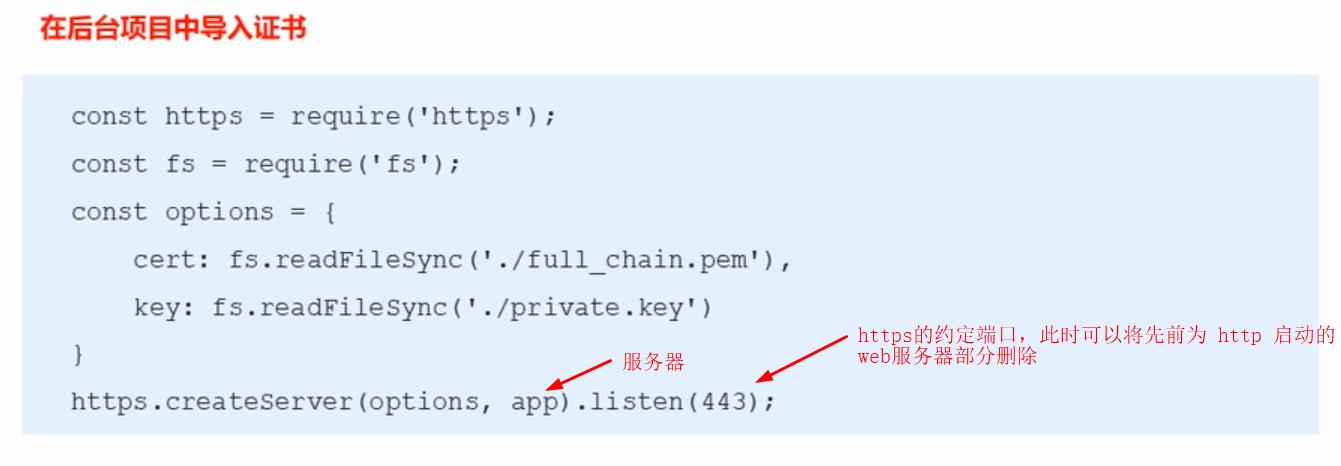 在后台项目中导入证书
const https = require('https');
const fs = require('fs');
const options = {
cert: fs.readFileSync('./full_chain.pem'),
key: fs.readFileSync('./private.key')
}
https的约定端口，此时可以将先前为 http 启动的
web服务器部分删除
服务器
https.createServer(options, app).listen(443);